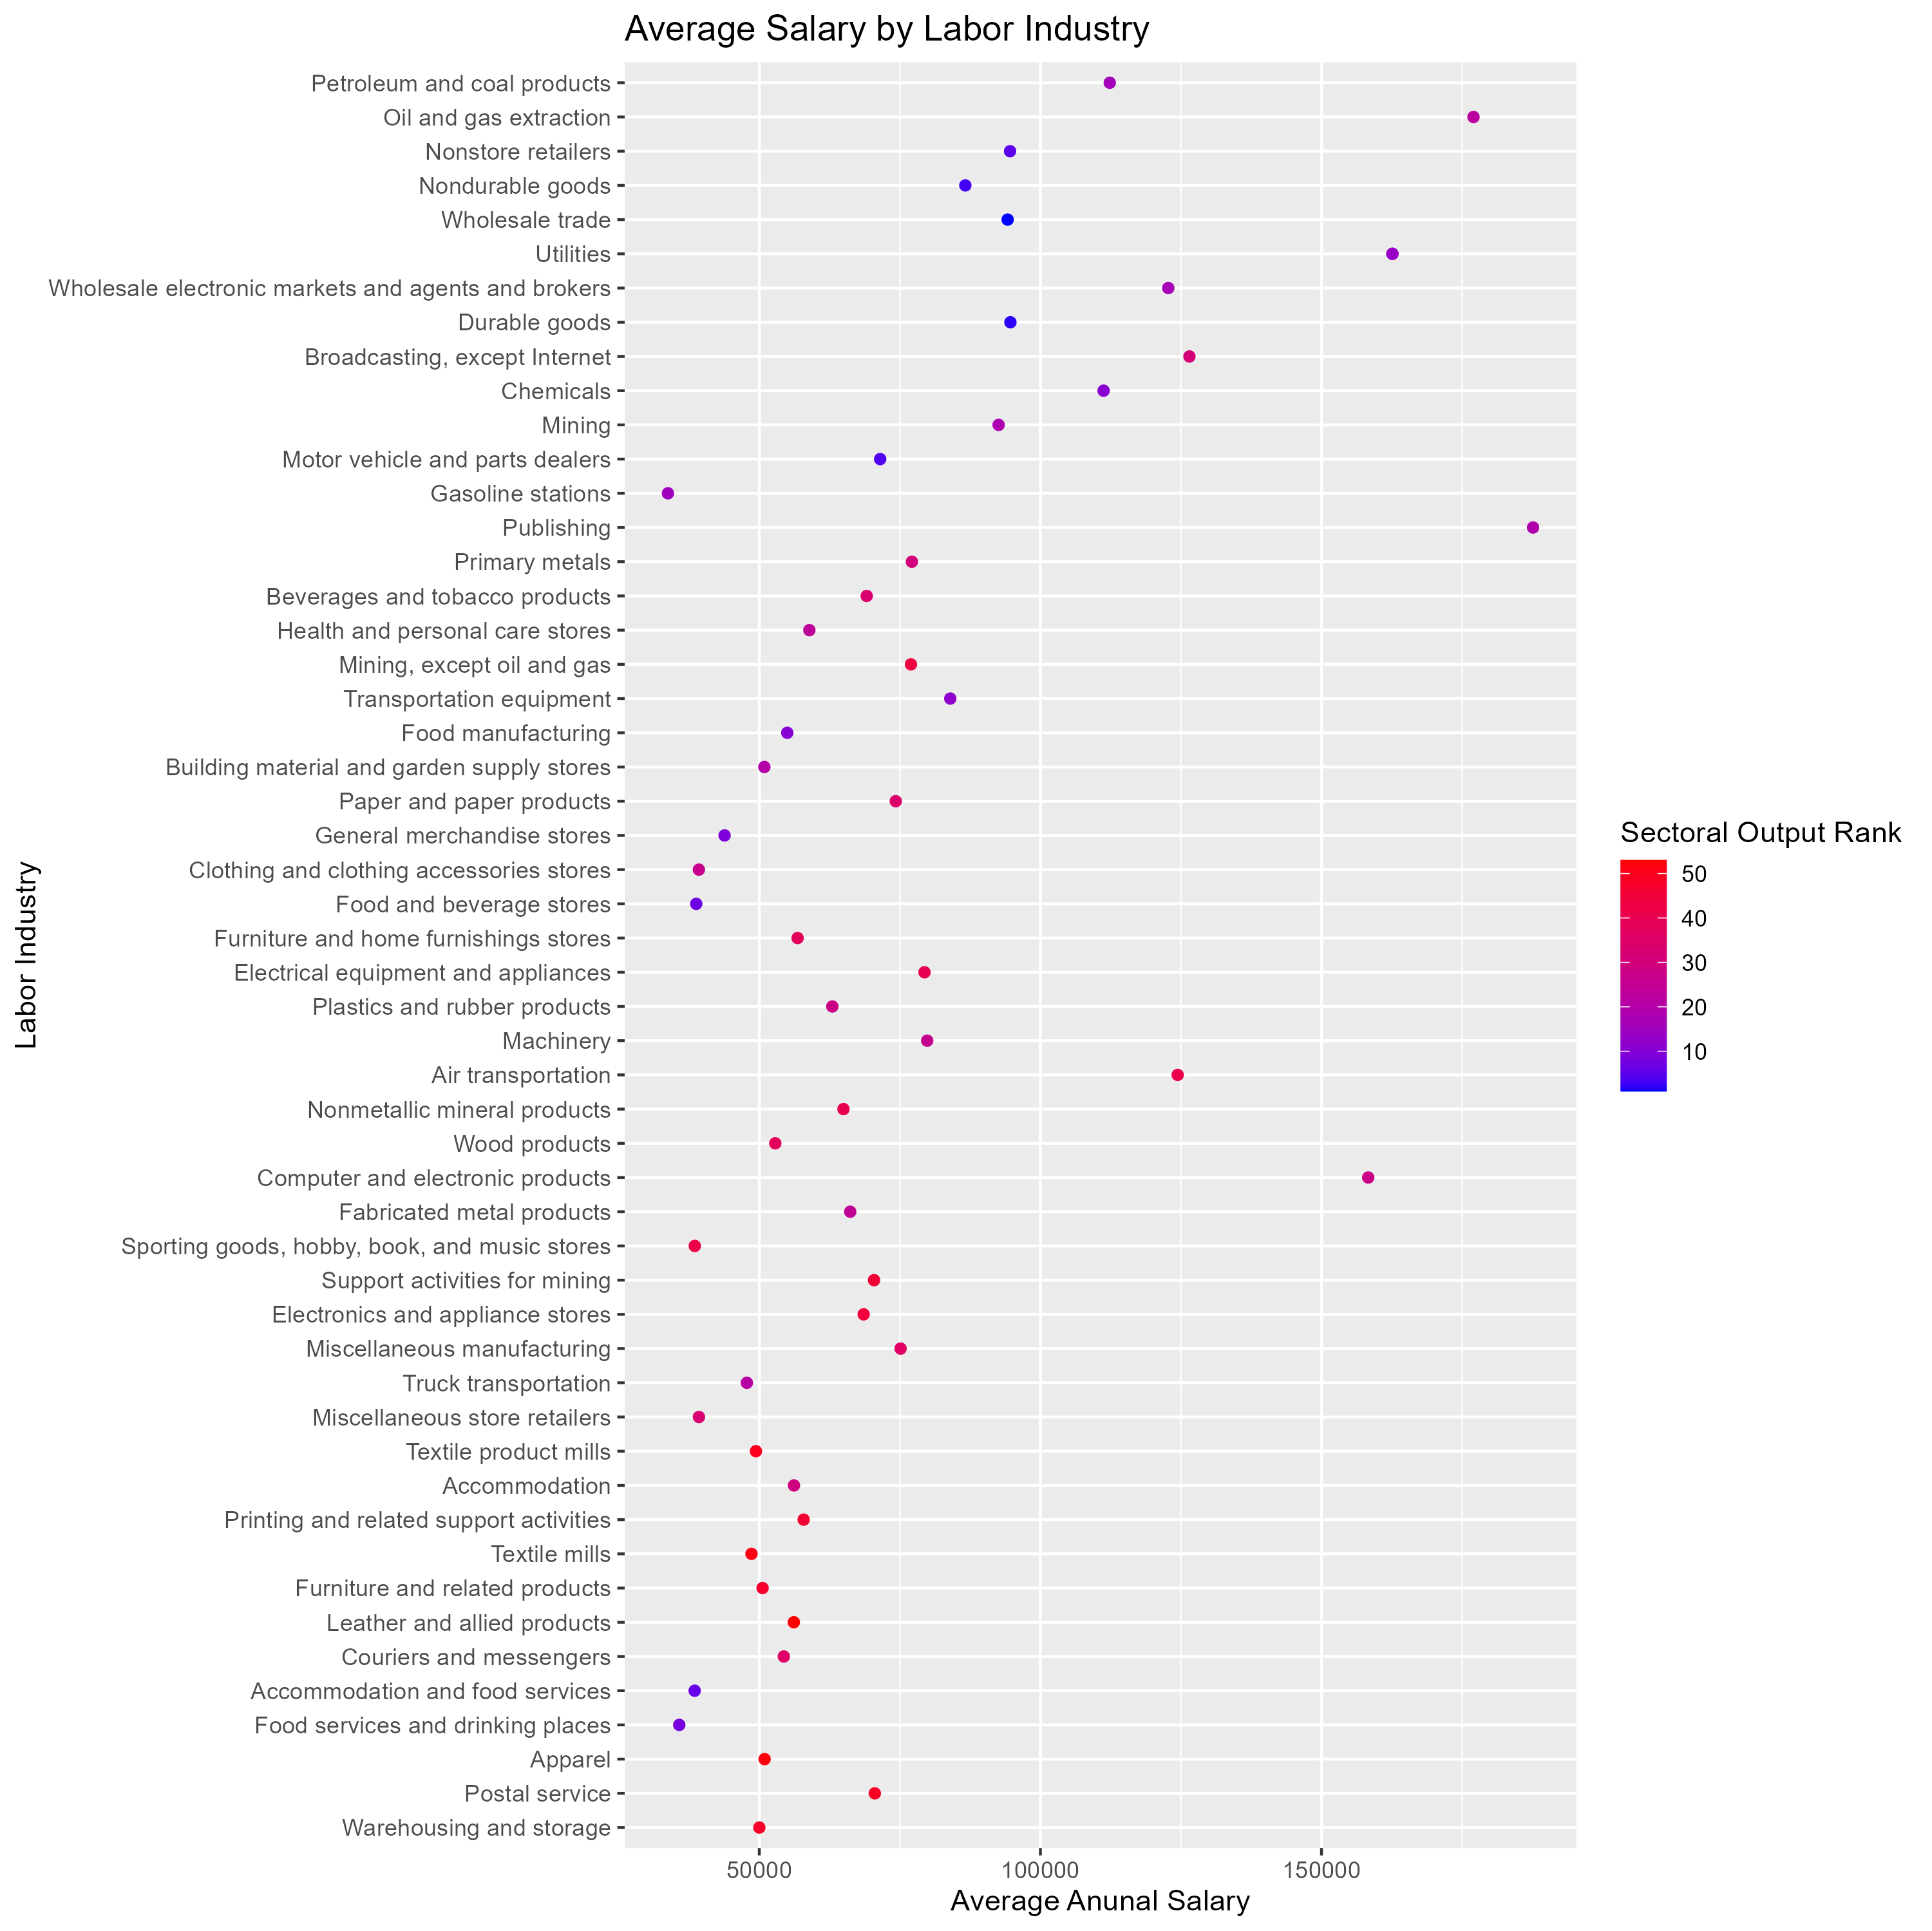 Average Salary by Labor Industry
Petroleum and coal products
Oil and gas extraction
Nonstore retailers
Nondurable goods
Wholesale trade
Utilities
Wholesale electronic markets and agents and brokers
Durable goods
Broadcasting, except Internet
Chemicals
Mining
Motor vehicle and parts dealers
Gasoline stations
Publishing
Primary metals
Beverages and tobacco products
Health and personal care stores
Mining, except oil and gas
Transportation equipment
Food manufacturing
Building material and garden supply stores
Paper and paper products
General merchandise stores
Clothing and clothing accessories stores
Food and beverage stores
Furniture and home furnishings stores
Electrical equipment and appliances
Plastics and rubber products
Machinery
Air transportation
Nonmetallic mineral products
Wood products
Computer and electronic products
Fabricated metal products
Sporting goods, hobby, book, and music stores
Support activities for mining
Electronics and appliance stores
Miscellaneous manufacturing
Truck transportation
Miscellaneous store retailers
Textile product mills
Accommodation
Printing and related support activities
Textile mills
Furniture and related products
Leather and allied products
Couriers and messengers
Accommodation and food services
Food services and drinking places
Apparel
Postal service
Warehousing and storage
Labor Industry
50000 100000 150000
Average Anunal Salary
Sectoral Output Rank
50
40
30
20
10